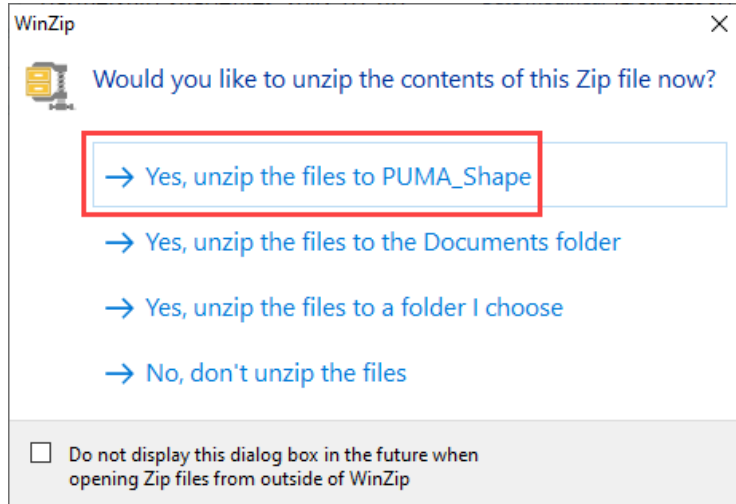 WinZip
Would you like to unzip the contents of this Zip file now?
Yes, unzip the files to PUMA_Shape
Yes, unzip the files to the Documents folder
Yes, unzip the files to a folder I choose
No, don't unzip the files
Do not display this dialog box in the future when
opening Zip files from outside of WinZip